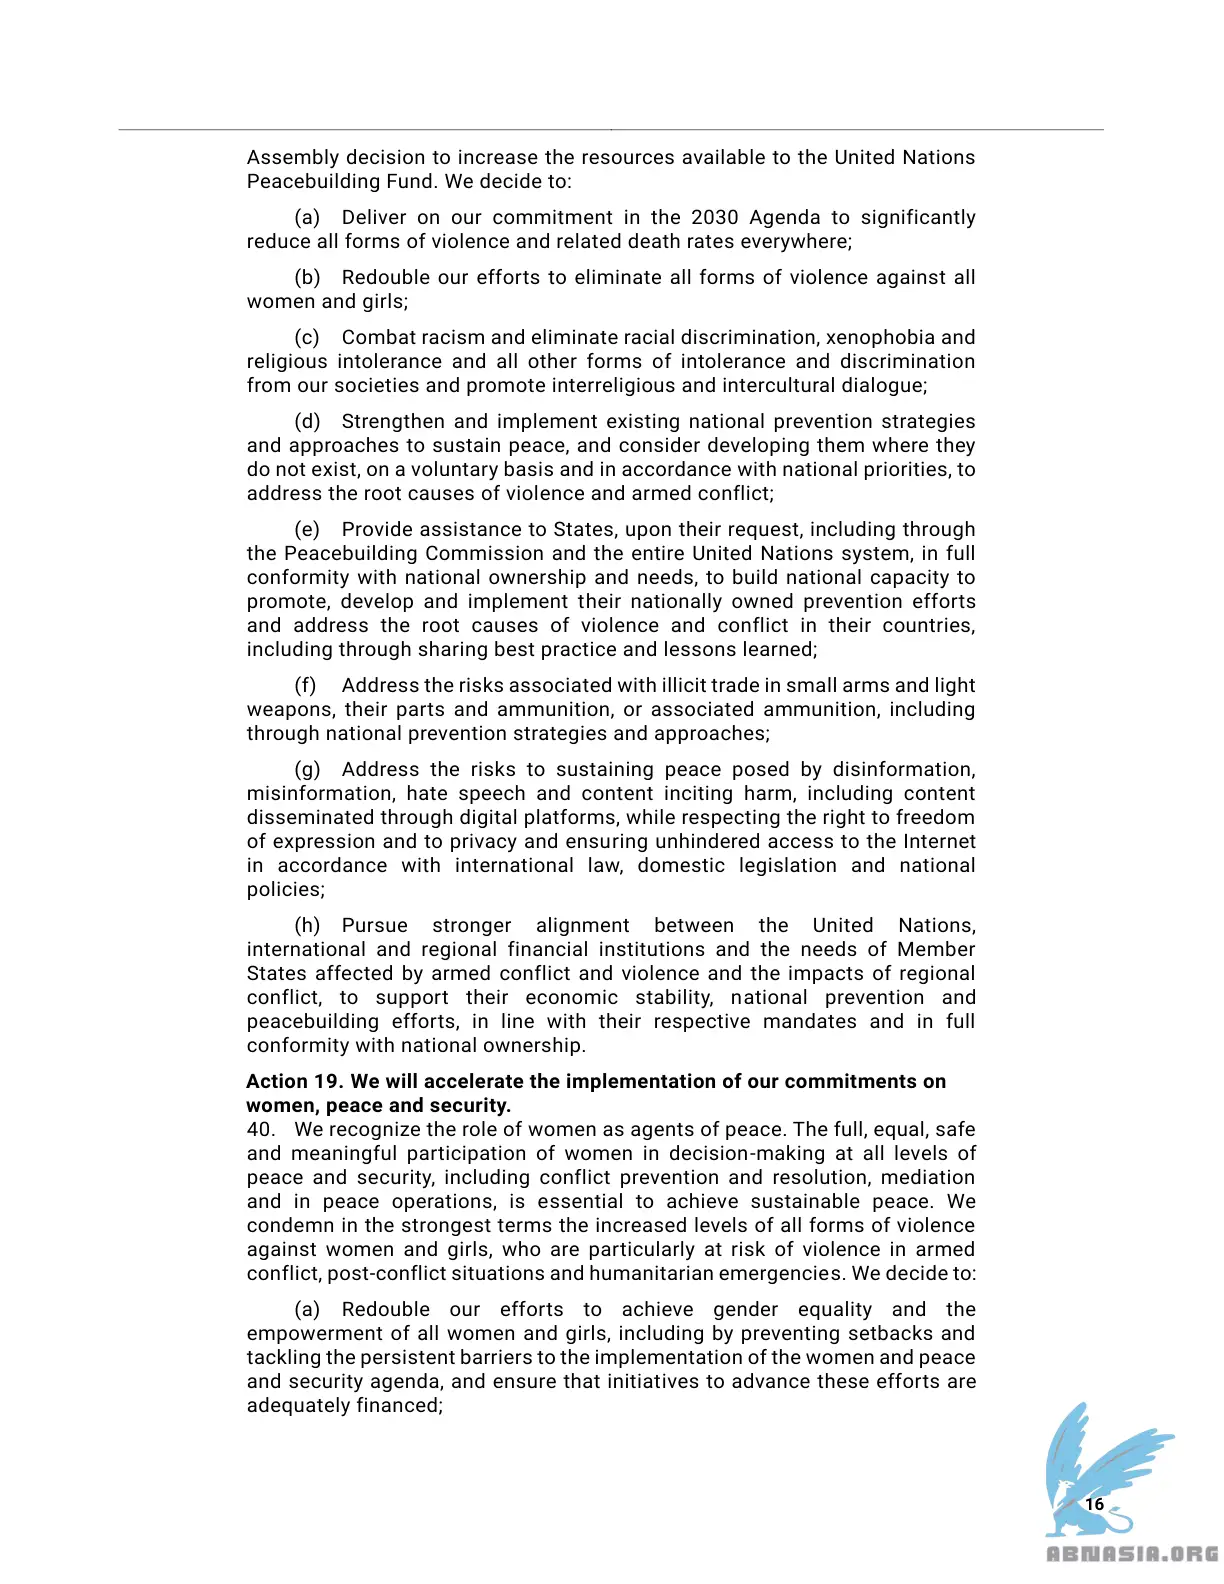 Assembly decision to increase the resources available to the United Nations
Peacebuilding Fund. We decide to:
(a) Deliver on our commitment in the 2030 Agenda to significantly
reduce all forms of violence and related death rates everywhere;
(b) Redouble our efforts to eliminate all forms of violence against all
women and girls;
(c) Combat racism and eliminate racial discrimination, xenophobia and
religious intolerance and all other forms of intolerance and discrimination
from our societies and promote interreligious and intercultural dialogue;
(d) Strengthen and implement existing national prevention strategies
and approaches to sustain peace, and consider developing them where they
do not exist, on a voluntary basis and in accordance with national priorities, to
address the root causes of violence and armed conflict;
(e) Provide assistance to States, upon their request, including through
the Peacebuilding Commission and the entire United Nations system, in full
conformity with national ownership and needs, to build national capacity to
promote, develop and implement their nationally owned prevention efforts
and address the root causes of violence and conflict in their countries,
including through sharing best practice and lessons learned;
(f) Address the risks associated with illicit trade in small arms and light
weapons, their parts and ammunition, or associated ammunition, including
through national prevention strategies and approaches;
(g) Address the risks to sustaining peace posed by disinformation,
misinformation, hate speech and content inciting harm, including content
disseminated through digital platforms, while respecting the right to freedom
of expression and to privacy and ensuring unhindered access to the Internet
in accordance with international law, domestic legislation and national
policies;
(h) Pursue stronger alignment between the United Nations,
international and regional financial institutions and the needs of Member
States affected by armed conflict and violence and the impacts of regional
conflict, to support their economic stability, national prevention and
peacebuilding efforts, in line with their respective mandates and in full
conformity with national ownership.
Action 19. We will accelerate the implementation of our commitments on
women, peace and security.
40. We recognize the role of women as agents of peace. The full, equal, safe
and meaningful participation of women in decision-making at all levels of
peace and security, including conflict prevention and resolution, mediation
and in peace operations, is essential to achieve sustainable peace. We
condemn in the strongest terms the increased levels of all forms of violence
against women and girls, who are particularly at risk of violence in armed
conflict, post-conflict situations and humanitarian emergencies. We decide to:
(a) Redouble our efforts to achieve gender equality and the
empowerment of all women and girls, including by preventing setbacks and
tackling the persistent barriers to the implementation of the women and peace
and security agenda, and ensure that initiatives to advance these efforts are
adequately financed;
16
ABNASIA.ORG